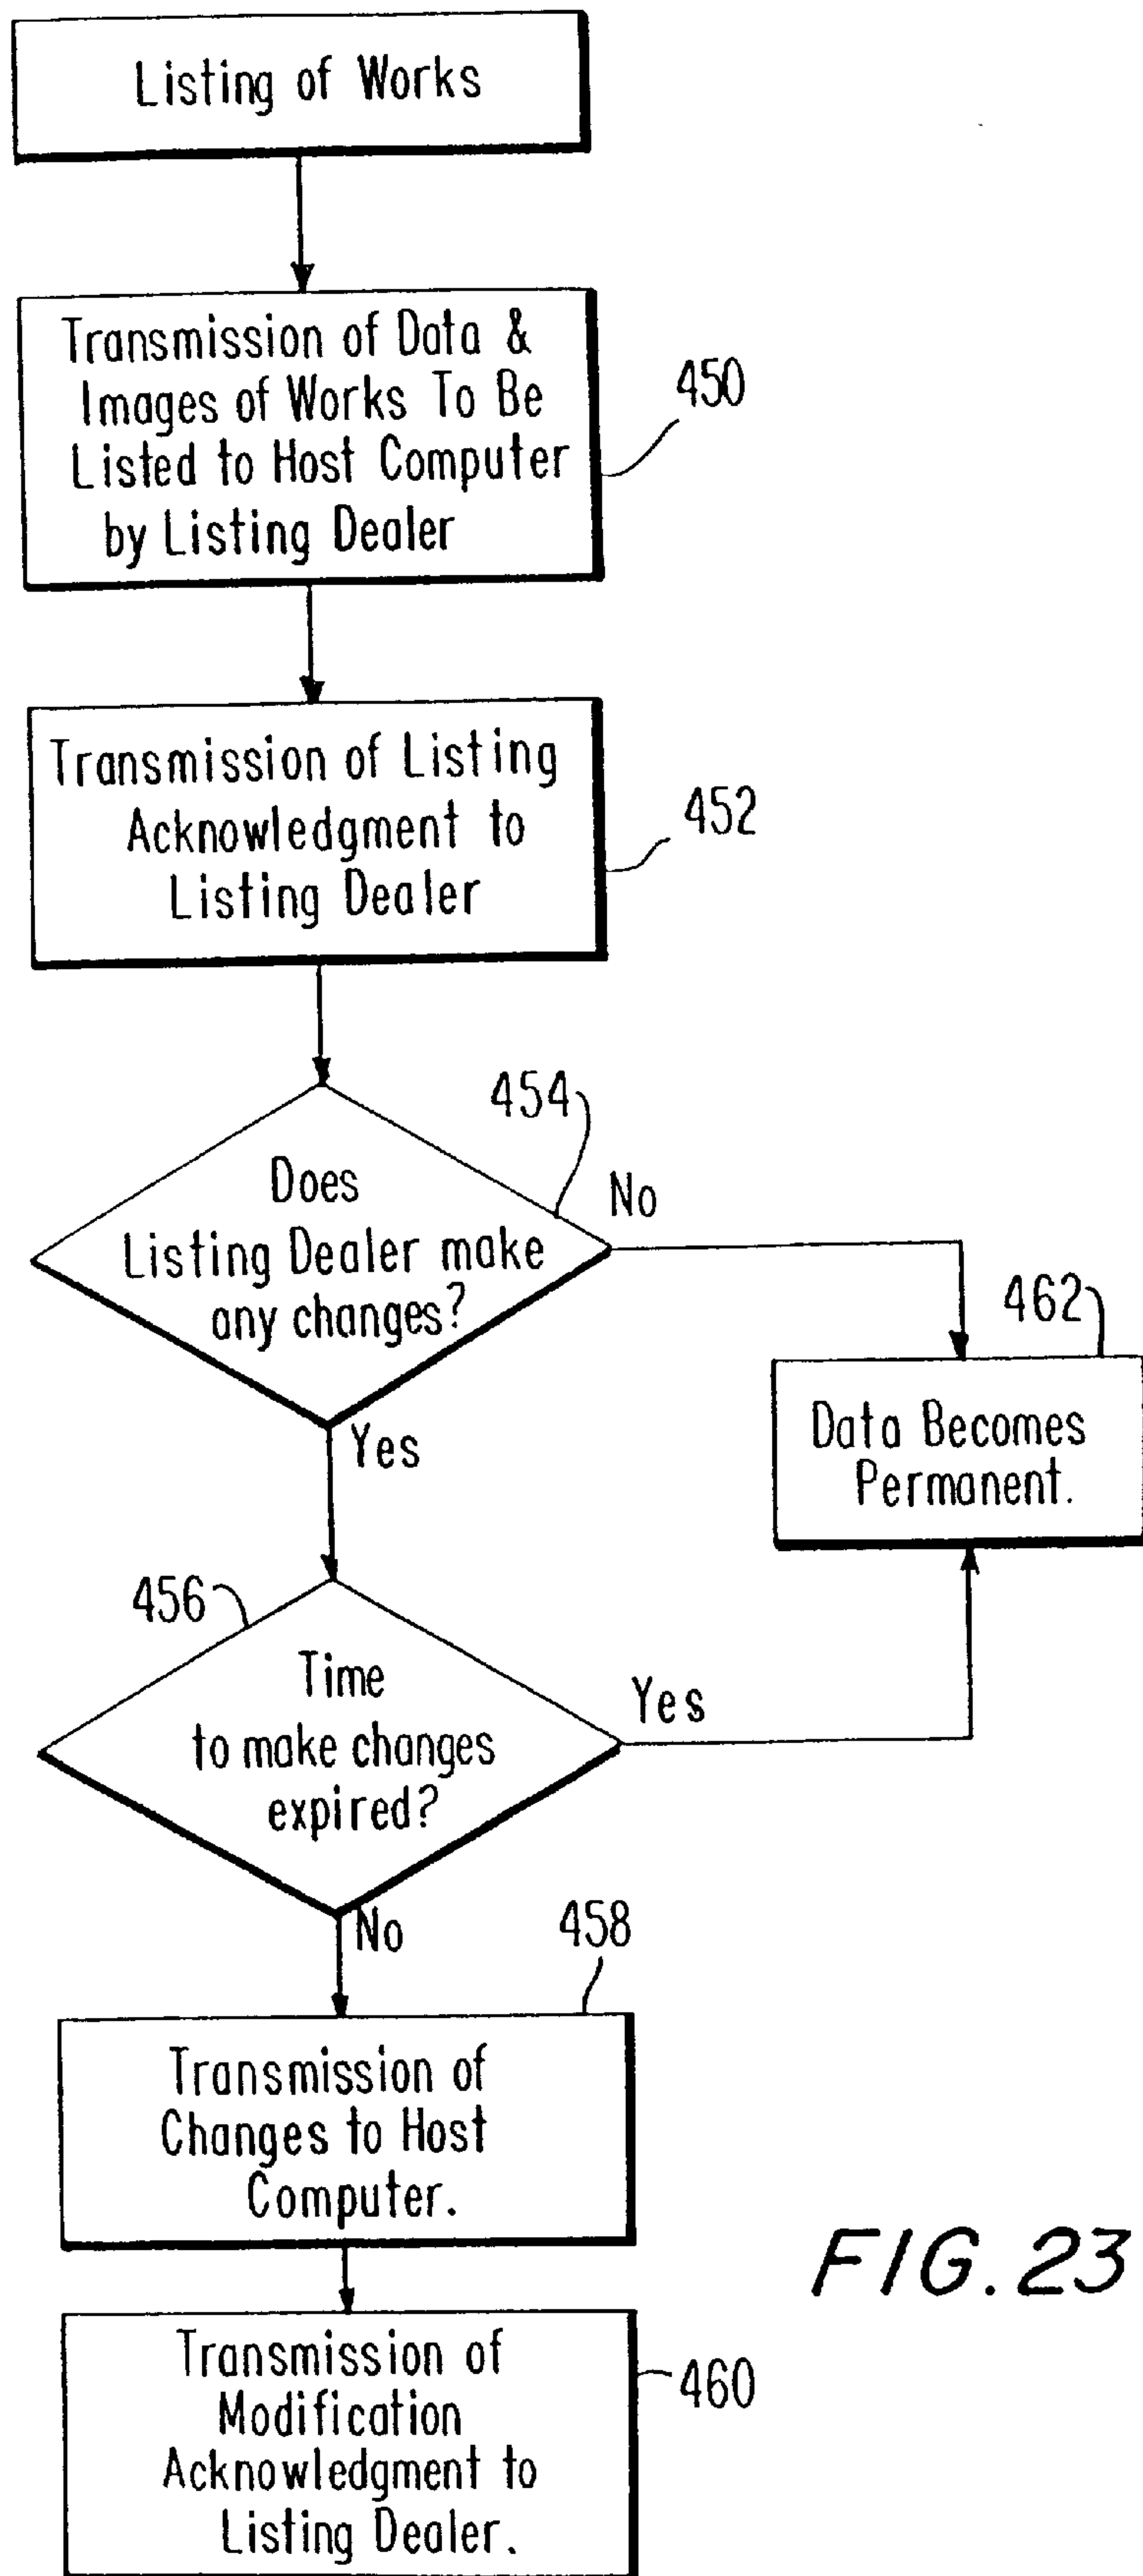 Listing of Works
Transmission of Data &
Images of Works To Be
Listed to Host Computer
by Listing Dealer
450
Transmission of Listing
Acknowledgment to
Listing Dealer
452
454
Does
Listing Dealer make
any changes?
No
Yes
462
Data Becomes
Permanent.
456
Time
to make changes
expired?
Yes
No
458
Transmission of
Changes to Host
Computer.
Transmission of
Modification
Acknowledgment to
Listing Dealer.
460
FIG. 23